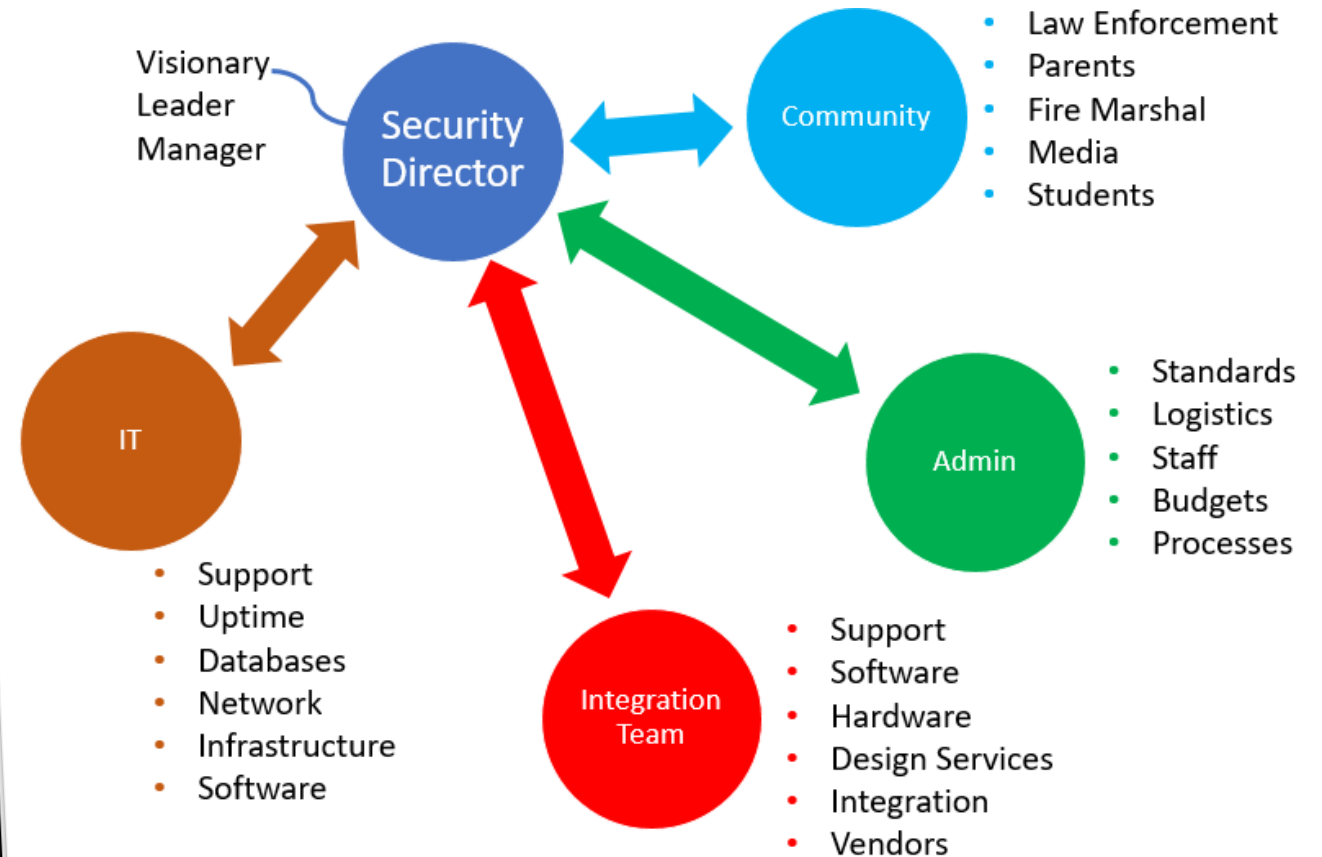 Visionary
Leader
Manager
Security
Director
Community
• Law Enforcement
• Parents
• Fire Marshal
• Media
• Students
IT
• Support
• Uptime
• Databases
• Network
• Infrastructure
• Software
Admin
• Standards
• Logistics
• Staff
• Budgets
• Processes
Integration
Team
• Support
• Software
• Hardware
• Design Services
• Integration
• Vendors